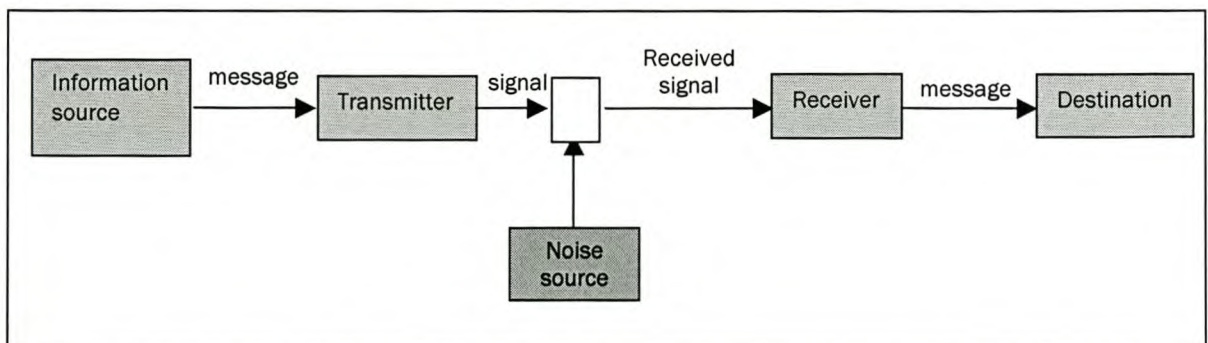 Information
source
message
Transmitter
signal
Received
signal
Receiver
message
Destination
Noise
source